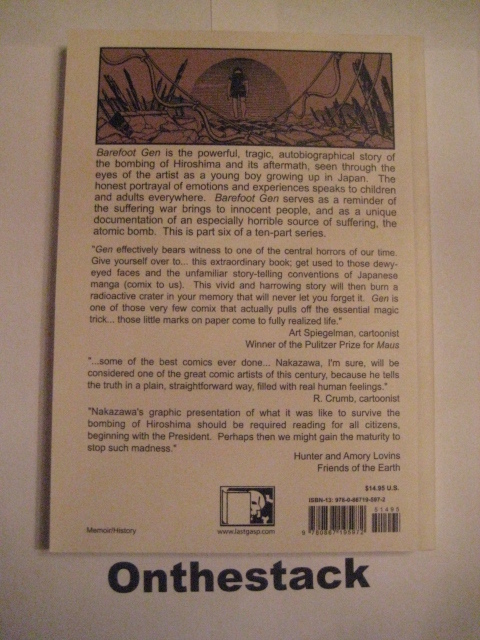 Barefoot Gen is the powerful, tragic, autobiographical story of
the bombing of Hiroshima and its aftermath, seen through the
eyes of the artist as a young boy growing up in Japan. The
honest portrayal of emotions and experiences speaks to children
and adults everywhere. Barefoot Gen serves as a reminder of
the suffering war brings to innocent people, and as a unique
documentation of an especially horrible source of suffering, the
atomic bomb. This is part six of a ten-part series.
"Gen effectively bears witness to one of the central horrors of our time.
Give yourself over to... this extraordinary book; get used to those dewy-
eyed faces and the unfamiliar story-telling conventions of Japanese
manga (comix to us). This vivid and harrowing story will then burn a
radioactive crater in your memory that will never let you forget it. Gen is
one of those very few comix that actually pulls off the essential magic
trick... those little marks on paper come to fully realized life."
Art Spiegelman, cartoonist
Winner of the Pulitzer Prize for Maus
"...some of the best comics ever done... Nakazawa, I'm sure, will be
considered one of the great comic artists of this century, because he tells
the truth in a plain, straightforward way, filled with real human feelings."
R. Crumb, cartoonist
"Nakazawa's graphic presentation of what it was like to survive the
bombing of Hiroshima should be required reading for all citizens,
beginning with the President. Perhaps then we might gain the maturity to
stop such madness."
Hunter and Amory Lovins
Friends of the Earth
$14.95 U.S.
ISBN-13: 978-0-86719-597-2
51495
9 780867 195972
Memoir/History
www.lastgasp.com
Onthestack